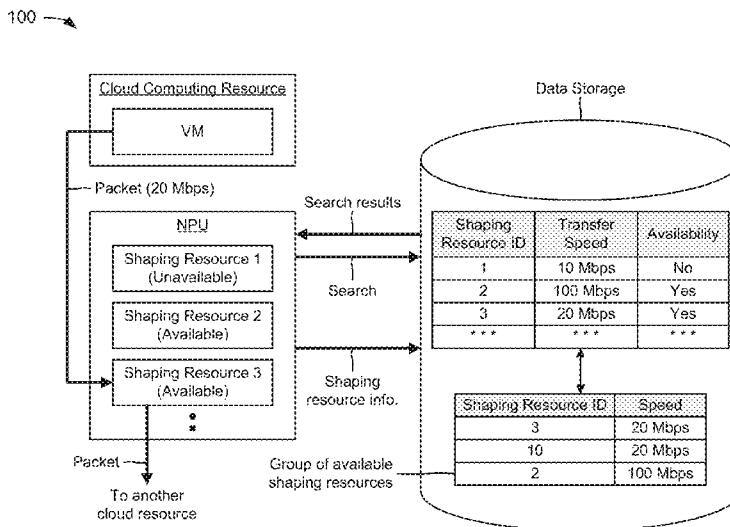 100
Cloud Computing Resource
VM
Packet (20 Mbps)
NPU
Shaping Resource 1
(Unavailable)
Shaping Resource 2
(Available)
Shaping Resource 3
(Available)
Packet
To another
cloud resource
Search results
Search
Shaping
resource info.
Data Storage
Shaping Resource ID Transfer Speed Availability
1 10 Mbps No
2 100 Mbps Yes
3 20 Mbps Yes
* * * * * * * * *
Shaping Resource ID Speed
3 20 Mbps
10 20 Mbps
2 100 Mbps
Group of available
shaping resources